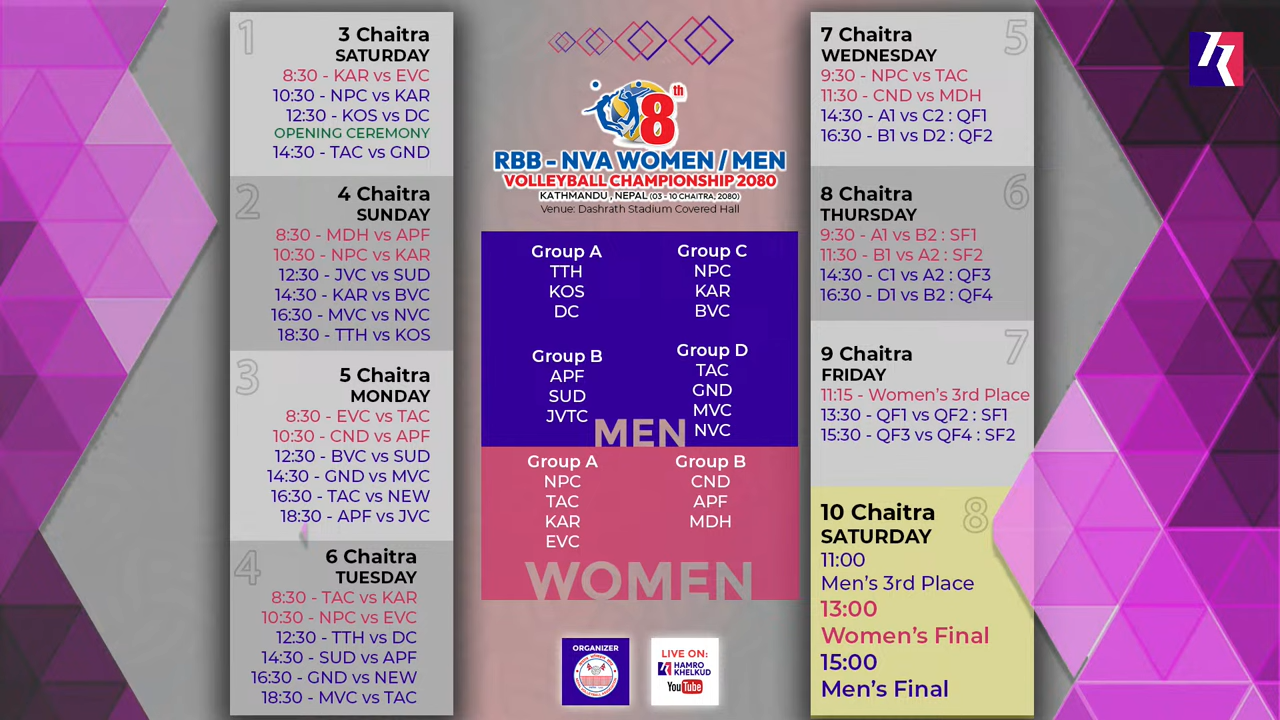 1
3 Chaitra
SATURDAY
8:30 - KAR vs EVC
10:30 - NPC vs KAR
12:30 - KOS vs DC
OPENING CEREMONY
14:30 - TAC vs GND
2
4 Chaitra
SUNDAY
8:30 - MDH vs APF
10:30 - NPC vs KAR
12:30 - JVC vs SUD
14:30 - KAR vs BVC
16:30 - MVC vs NVC
18:30 - TTH vs KOS
3
5 Chaitra
MONDAY
8:30 - EVC vs TAC
10:30 - CND vs APF
12:30 - BVC vs SUD
14:30 - GND vs MVC
16:30 - TAC vs NEW
18:30 - APF vs JVC
4
6 Chaitra
TUESDAY
8:30 - TAC vs KAR
10:30 - NPC vs EVC
12:30 - TTH vs DC
14:30 - SUD vs APF
16:30 - GND vs NEW
18:30 - MVC vs TAC
8th
RBB - NVA WOMEN / MEN
VOLLEYBALL CHAMPIONSHIP 2080
KATHMANDU , NEPAL (03 - 10 CHAITRA, 2080)
Venue: Dashrath Stadium Covered Hall
Group A
TTH
KOS
DC
Group B
APF
SUD
JVTC
Group C
NPC
KAR
BVC
Group D
TAC
GND
MVC
NVC
MEN
Group A
NPC
TAC
KAR
EVC
Group B
CND
APF
MDH
WOMEN
ORGANIZER
LIVE ON:
HAMRO
KHELKUD
YouTube
5
7 Chaitra
WEDNESDAY
9:30 - NPC vs TAC
11:30 - CND vs MDH
14:30 - A1 vs C2 : QF1
16:30 - B1 vs D2 : QF2
6
8 Chaitra
THURSDAY
9:30 - A1 vs B2 : SF1
11:30 - B1 vs A2 : SF2
14:30 - C1 vs A2 : QF3
16:30 - D1 vs B2 : QF4
7
9 Chaitra
FRIDAY
11:15 - Women's 3rd Place
13:30 - QF1 vs QF2 : SF1
15:30 - QF3 vs QF4 : SF2
8
10 Chaitra
SATURDAY
11:00
Men's 3rd Place
13:00
Women's Final
15:00
Men's Final